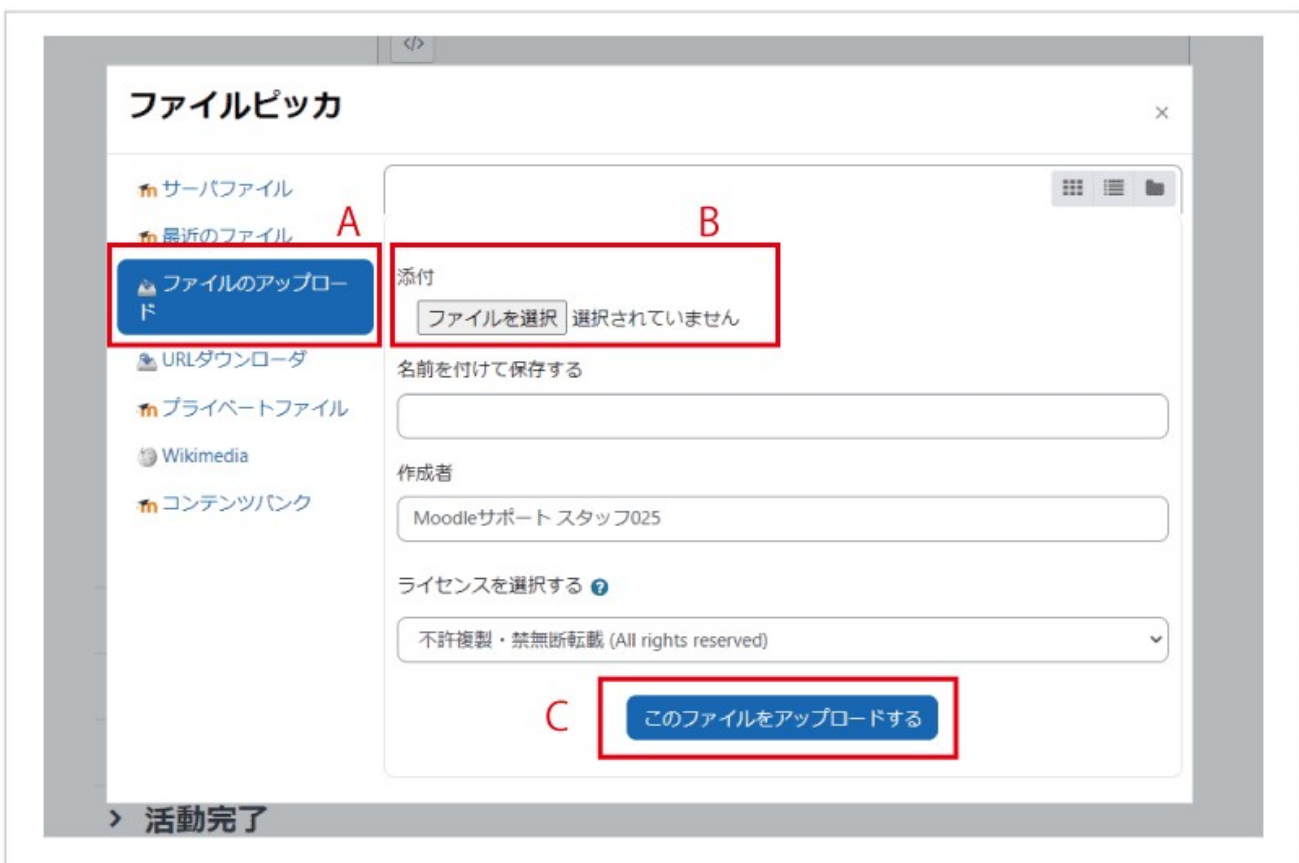 </>
ファイルピッカ
×
サーバファイル
最近のファイル
A
ファイルのアップロー
ド
URLダウンローダ
プライベートファイル
Wikimedia
コンテンツバンク
B
添付
ファイルを選択 選択されていません
名前を付けて保存する
作成者
Moodleサポート スタッフ025
ライセンスを選択する ?
不許複製・禁無断転載 (All rights reserved)
C
このファイルをアップロードする
活動完了